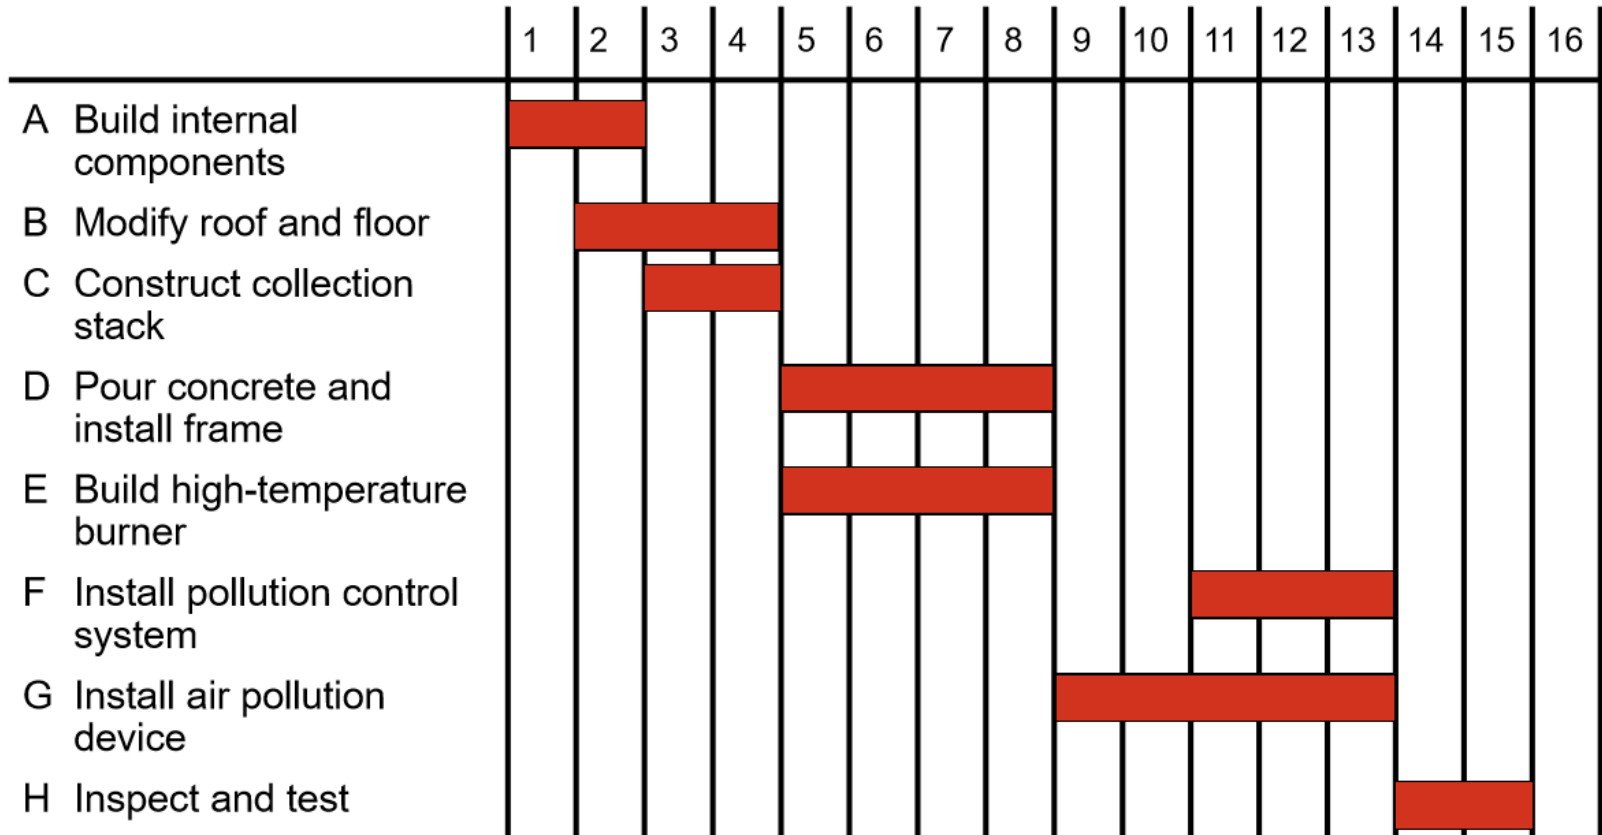 1 2 3 4 5 6 7 8 9 10 11 12 13 14 15 16
A Build internal
components
B Modify roof and floor
C Construct collection
stack
D Pour concrete and
install frame
E Build high-temperature
burner
F Install pollution control
system
G Install air pollution
device
H Inspect and test